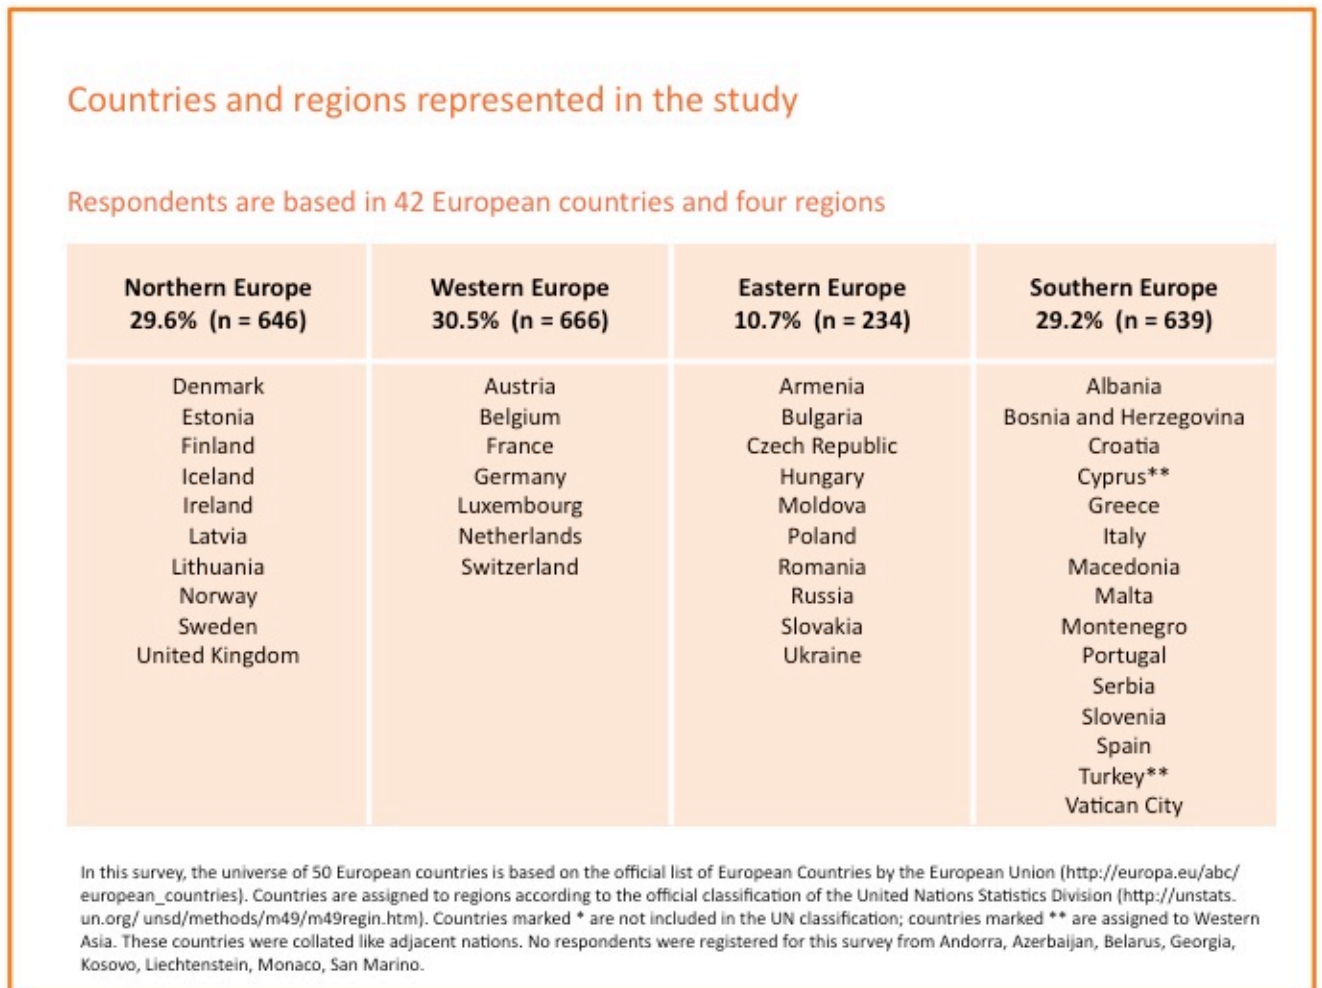 Countries and regions represented in the study
Respondents are based in 42 European countries and four regions
Northern Europe
29.6% (n = 646)
Western Europe
30.5% (n = 666)
Eastern Europe
10.7% (n = 234)
Southern Europe
29.2% (n = 639)
Denmark
Estonia
Finland
Iceland
Ireland
Latvia
Lithuania
Norway
Sweden
United Kingdom
Austria
Belgium
France
Germany
Luxembourg
Netherlands
Switzerland
Armenia
Bulgaria
Czech Republic
Hungary
Moldova
Poland
Romania
Russia
Slovakia
Ukraine
Albania
Bosnia and Herzegovina
Croatia
Cyprus**
Greece
Italy
Macedonia
Malta
Montenegro
Portugal
Serbia
Slovenia
Spain
Turkey**
Vatican City
In this survey, the universe of 50 European countries is based on the official list of European Countries by the European Union (http://europa.eu/abc/
european_countries). Countries are assigned to regions according to the official classification of the United Nations Statistics Division (http://unstats.
un.org/ unsd/methods/m49/m49regin.htm). Countries marked * are not included in the UN classification; countries marked ** are assigned to Western
Asia. These countries were collated like adjacent nations. No respondents were registered for this survey from Andorra, Azerbaijan, Belarus, Georgia,
Kosovo, Liechtenstein, Monaco, San Marino.